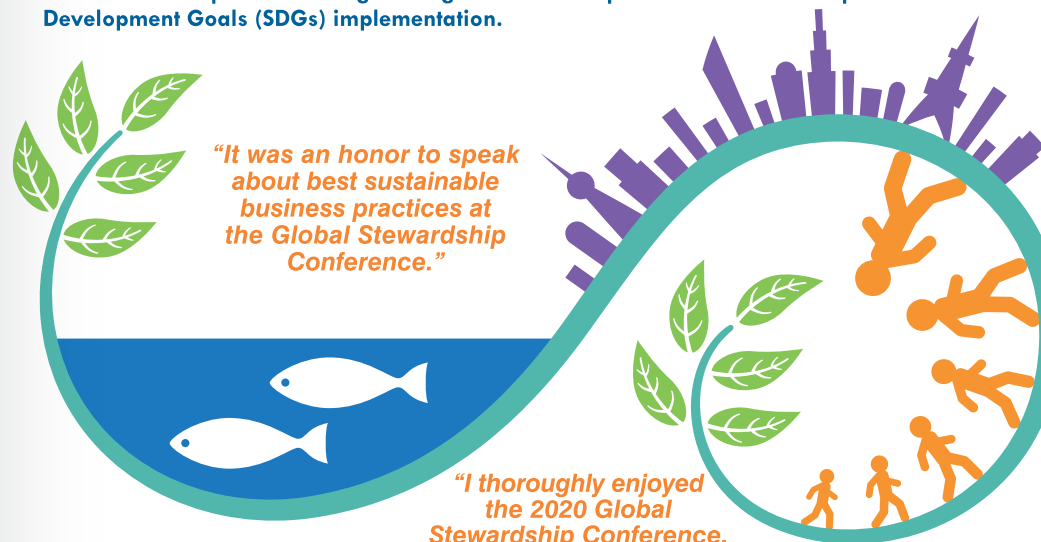 Development Goals (SDGs) implementation.
“It was an honor to speak
about best sustainable
business practices at
the Global Stewardship
Conference.”
“I thoroughly enjoyed
the 2020 Global
Stewardship Conference.